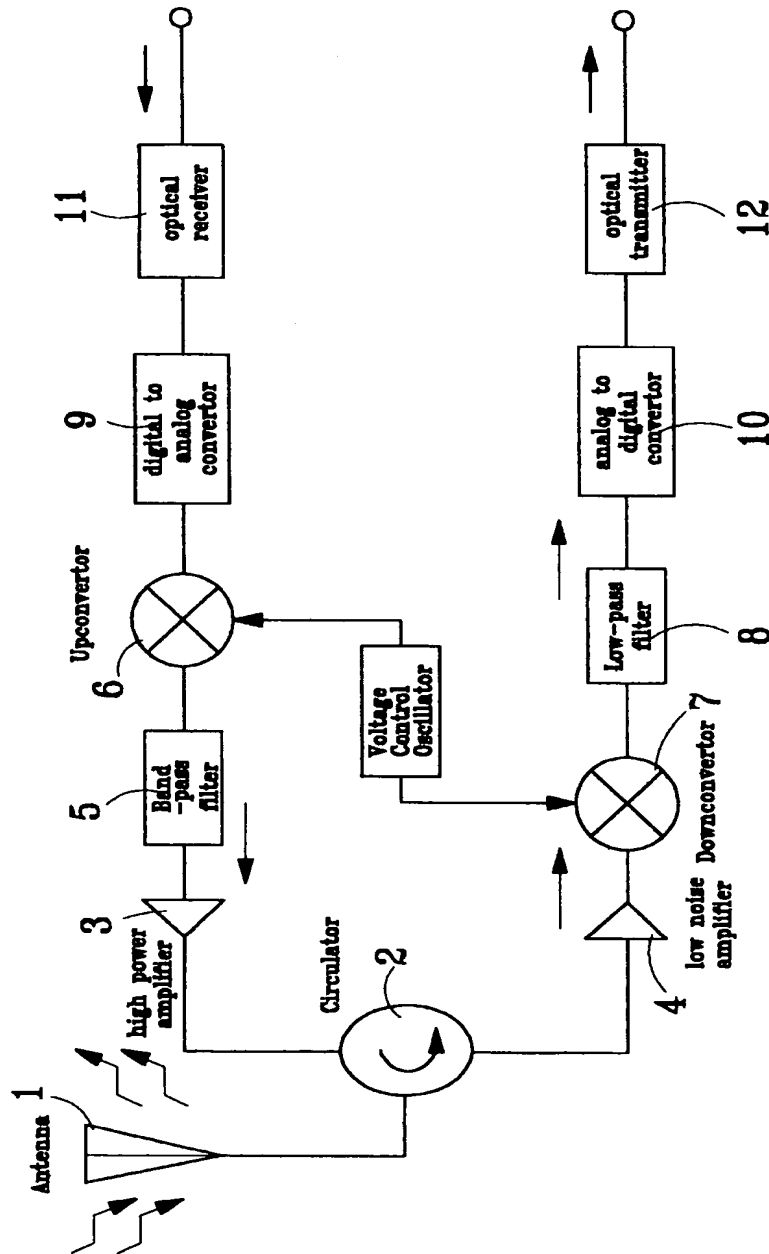 Antenna
1
high power
amplifier
3
5
Band
-pass
filter
Upconvertor
6
9
digital to
analog
convertor
11
optical
receiver
Circulator
2
Voltage
Control
Oscillator
low noise
amplifier
4
Downconvertor
7
Low-pass
filter
8
analog to
digital
convertor
10
optical
transmitter
12